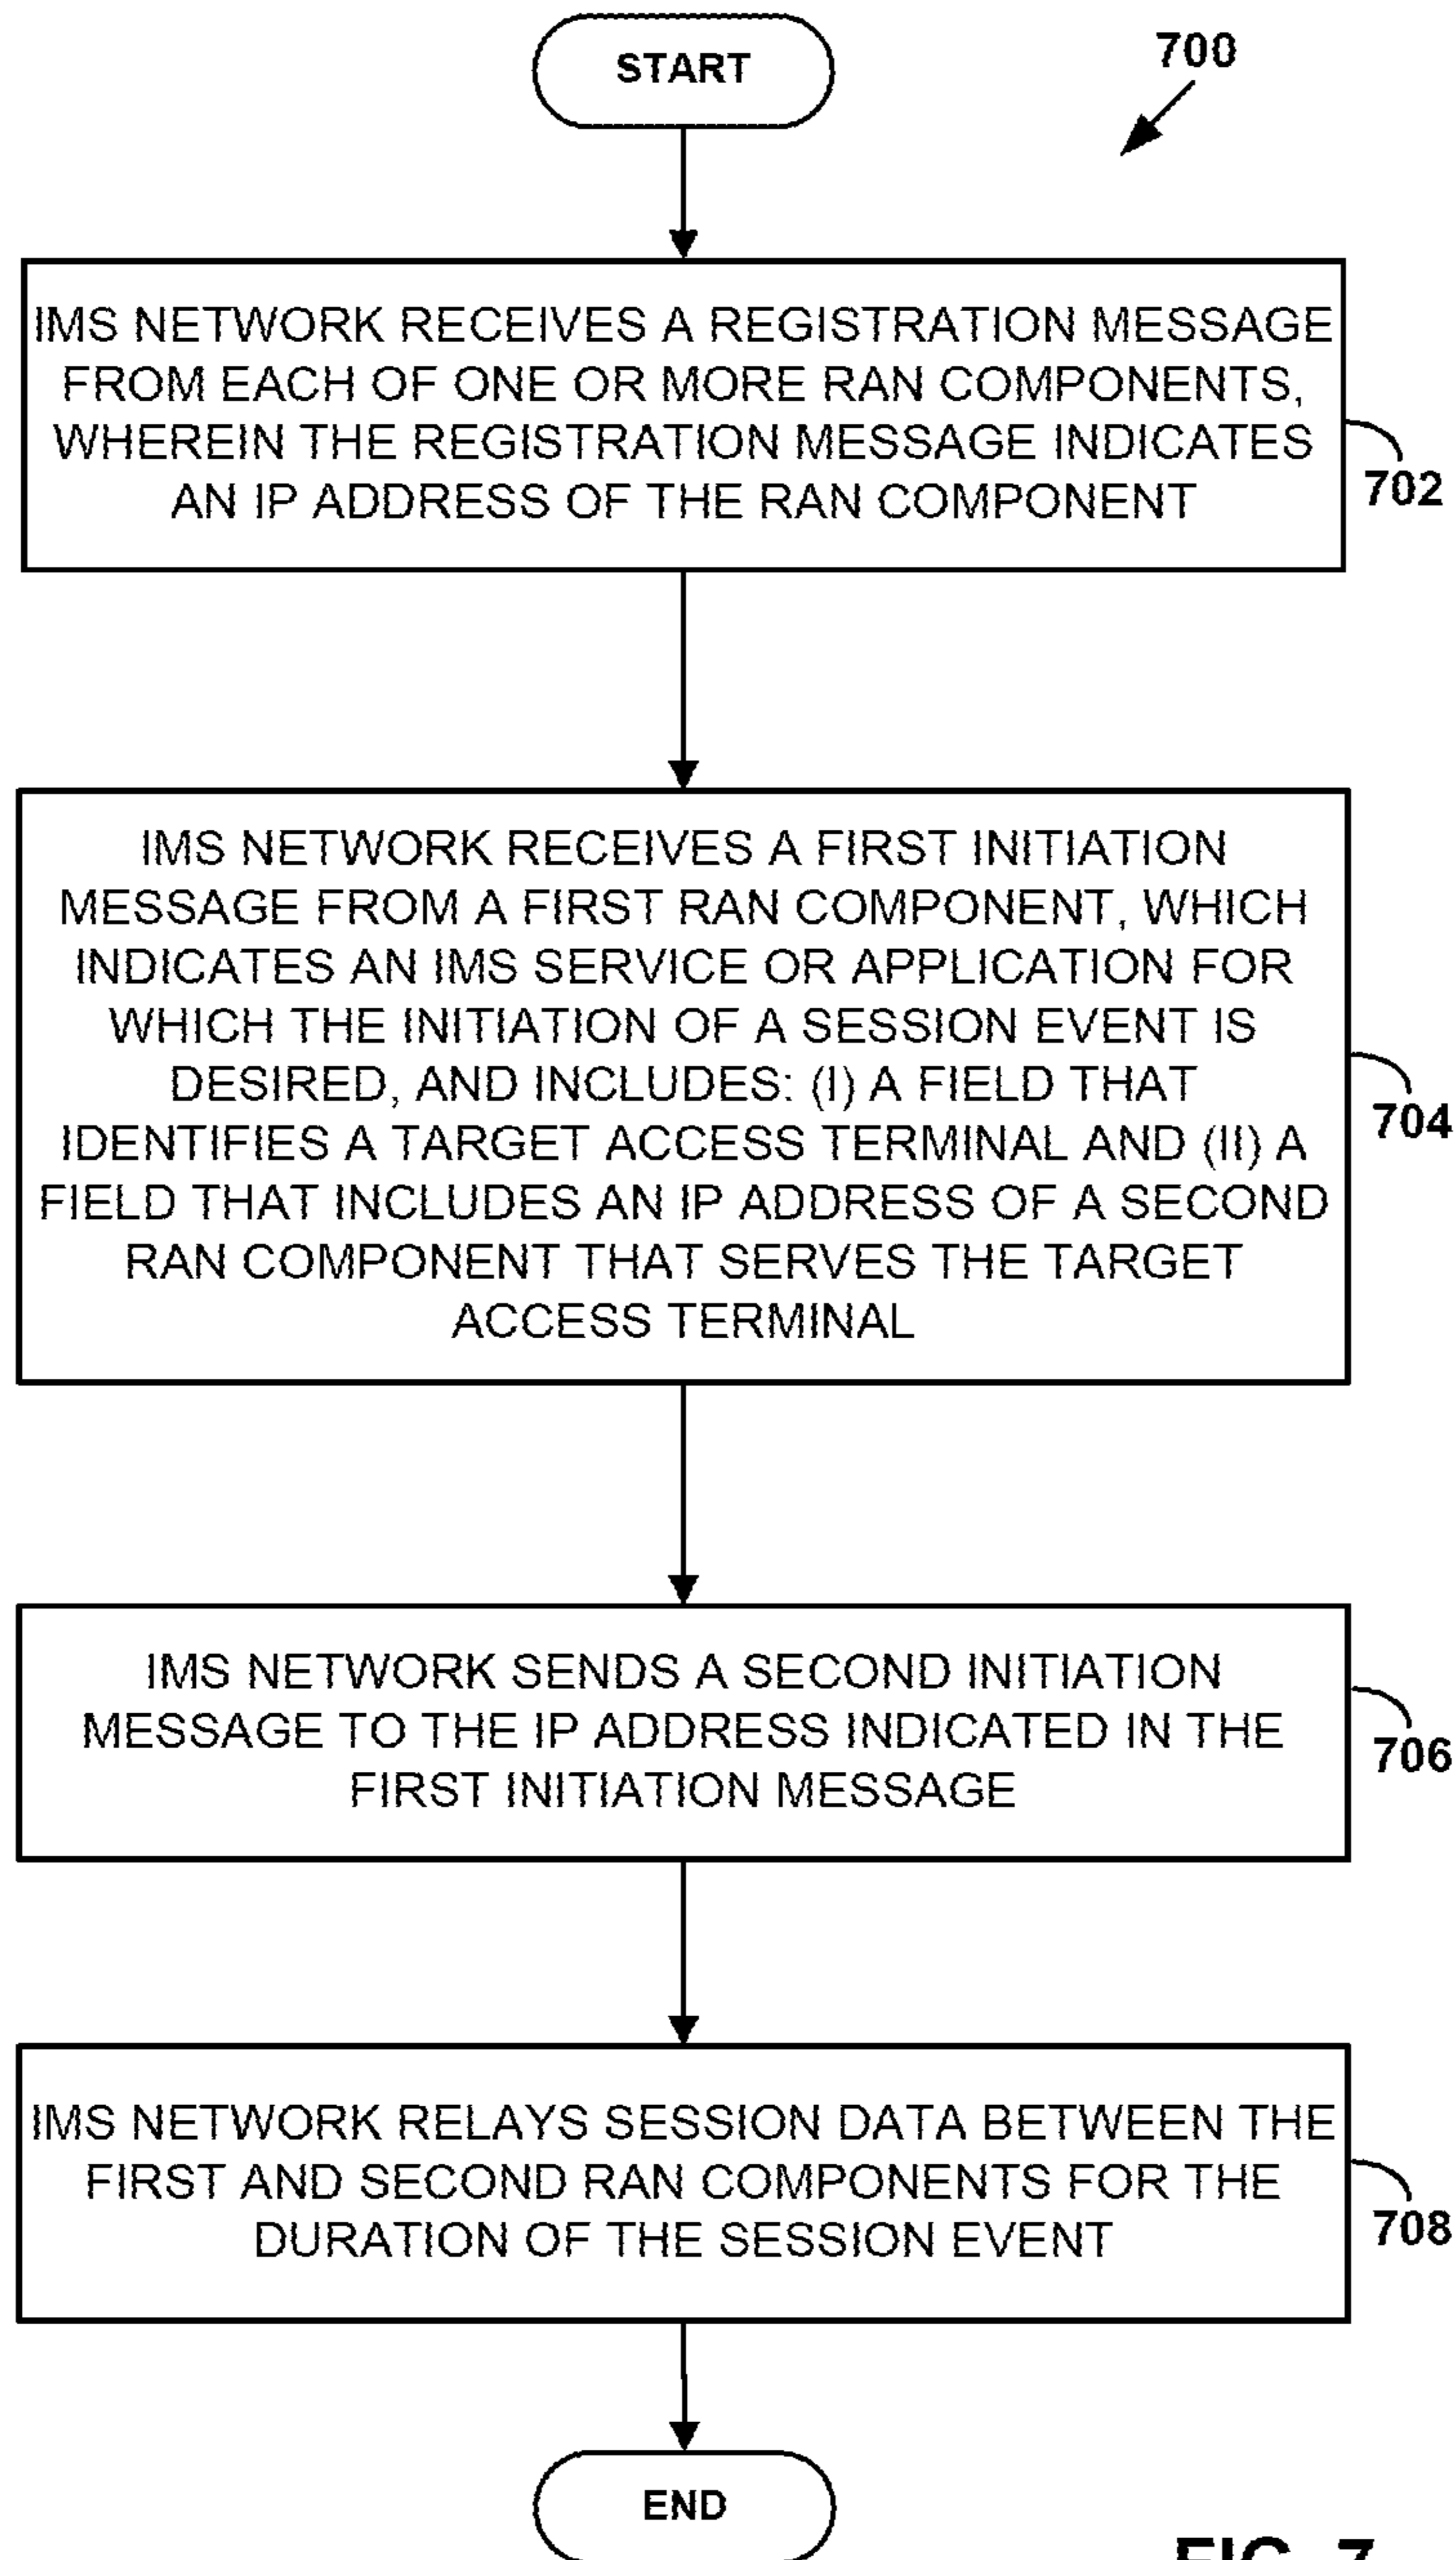 START
700
IMS NETWORK RECEIVES A REGISTRATION MESSAGE
FROM EACH OF ONE OR MORE RAN COMPONENTS,
WHEREIN THE REGISTRATION MESSAGE INDICATES
AN IP ADDRESS OF THE RAN COMPONENT
702
IMS NETWORK RECEIVES A FIRST INITIATION
MESSAGE FROM A FIRST RAN COMPONENT, WHICH
INDICATES AN IMS SERVICE OR APPLICATION FOR
WHICH THE INITIATION OF A SESSION EVENT IS
DESIRED, AND INCLUDES: (I) A FIELD THAT
IDENTIFIES A TARGET ACCESS TERMINAL AND (II) A
FIELD THAT INCLUDES AN IP ADDRESS OF A SECOND
RAN COMPONENT THAT SERVES THE TARGET
ACCESS TERMINAL
704
IMS NETWORK SENDS A SECOND INITIATION
MESSAGE TO THE IP ADDRESS INDICATED IN THE
FIRST INITIATION MESSAGE
706
IMS NETWORK RELAYS SESSION DATA BETWEEN THE
FIRST AND SECOND RAN COMPONENTS FOR THE
DURATION OF THE SESSION EVENT
708
END
FIG. 7